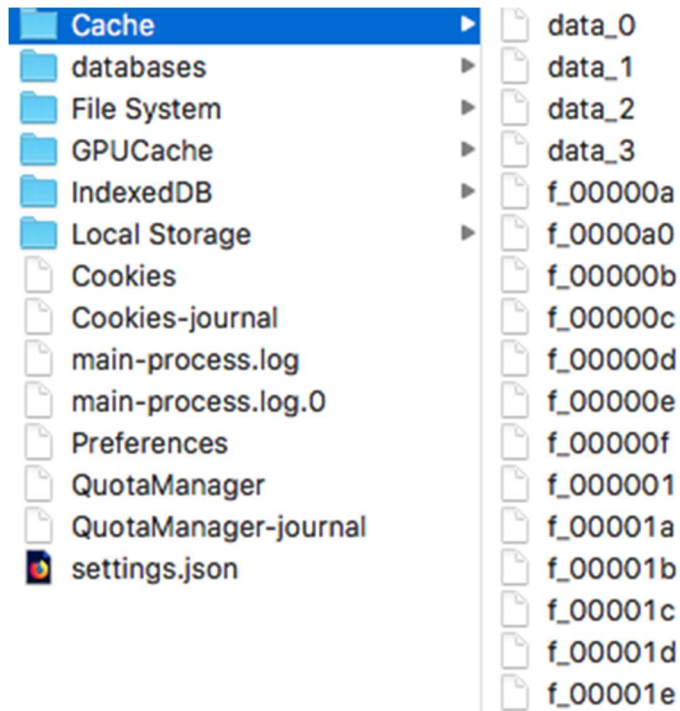 Cache
databases
File System
GPUCache
IndexedDB
Local Storage
Cookies
Cookies-journal
main-process.log
main-process.log.0
Preferences
QuotaManager
QuotaManager-journal
settings.json
data_0
data_1
data_2
data_3
f_00000a
f_0000a0
f_00000b
f_00000c
f_00000d
f_00000e
f_00000f
f_000001
f_00001a
f_00001b
f_00001c
f_00001d
f_00001e